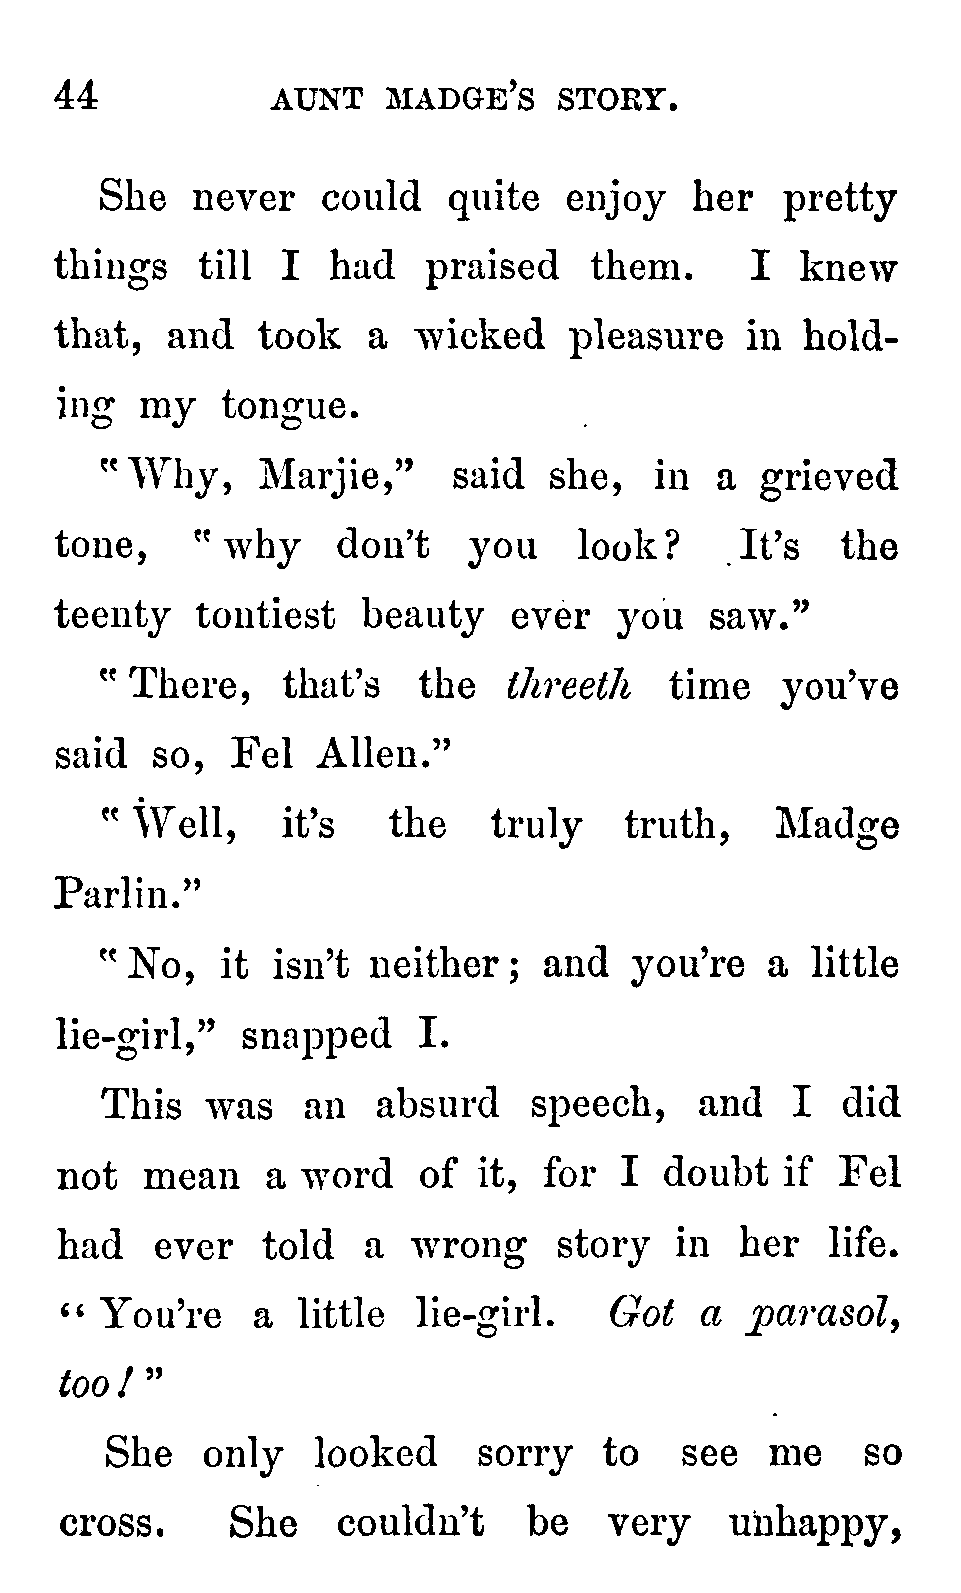 44 AUNT MADGE'S STORY.
She never could quite enjoy her pretty
things till I had praised them. I knew
that, and took a wicked pleasure in hold-
ing my tongue.
"Why, Marjie," said she, in a grieved
tone, "why don't you look? It's the
teenty tontiest beauty ever you saw."
"There, that's the threeth time you've
said so, Fel Allen."
"Well, it's the truly truth, Madge
Parlin."
"No, it isn't neither; and you're a little
lie-girl," snapped I.
This was an absurd speech, and I did
not mean a word of it, for I doubt if Fel
had ever told a wrong story in her life.
"You're a little lie-girl. Got a parasol,
too!"
She only looked sorry to see me so
cross. She couldn't be very unhappy,